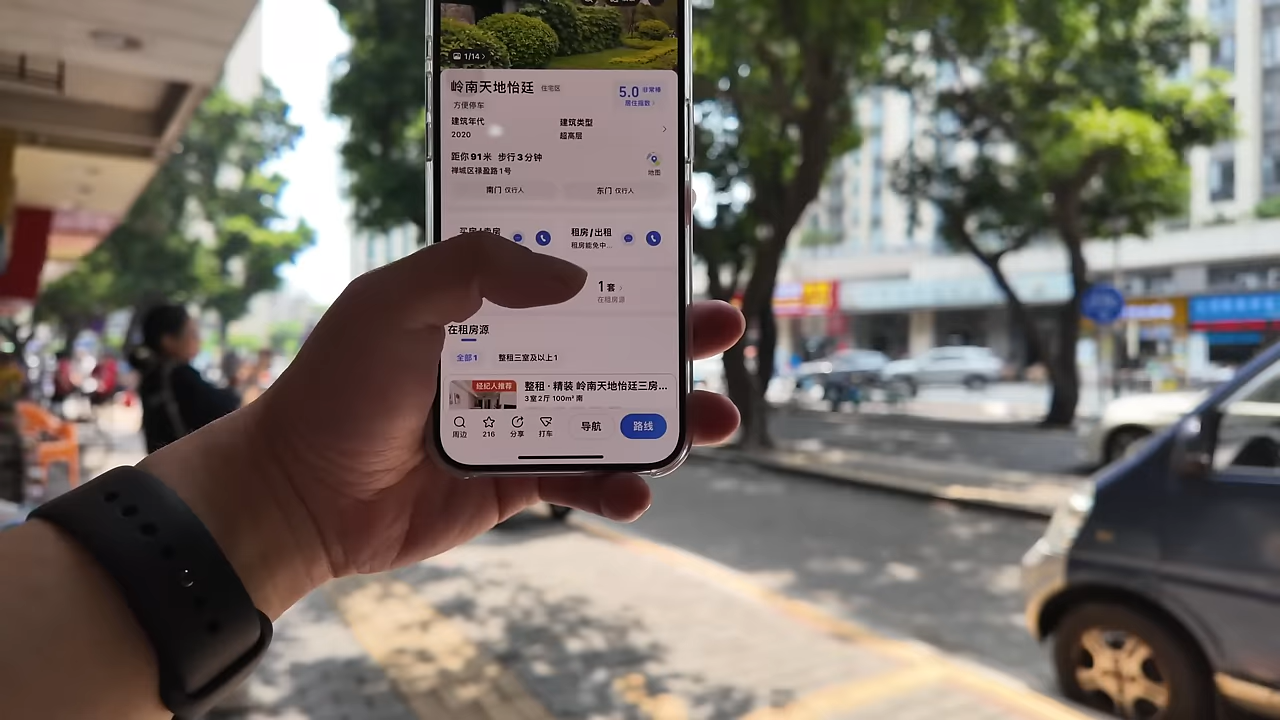 1/14
岭南天地怡廷 住宅区
5.0 非常棒
居住指数
方便停车
建筑年代 建筑类型
2020 超高层
距你91米 步行3分钟
禅城区禄盈路1号
地图
南门 仅行人 东门 仅行人
租房/出租
租房能免中...
1套
在租房源
在租房源
全部1 整租三室及以上1
经纪人推荐 整租·精装 岭南天地怡廷三房...
3室2厅 100m² 南
周边 216 分享 打车 导航 路线